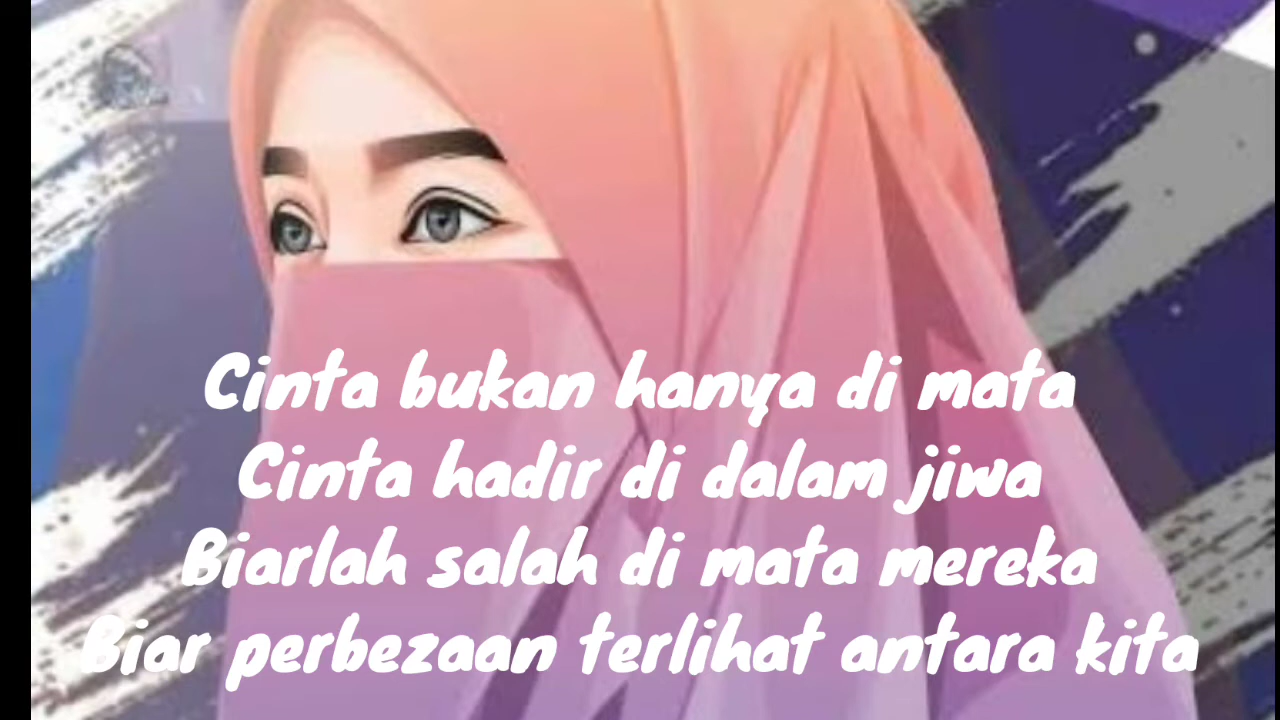 Cinta bukan hanya di mata
Cinta hadir di dalam jiwa
Biarlah salah di mata mereka
Biar perbezaan terlihat antara kita